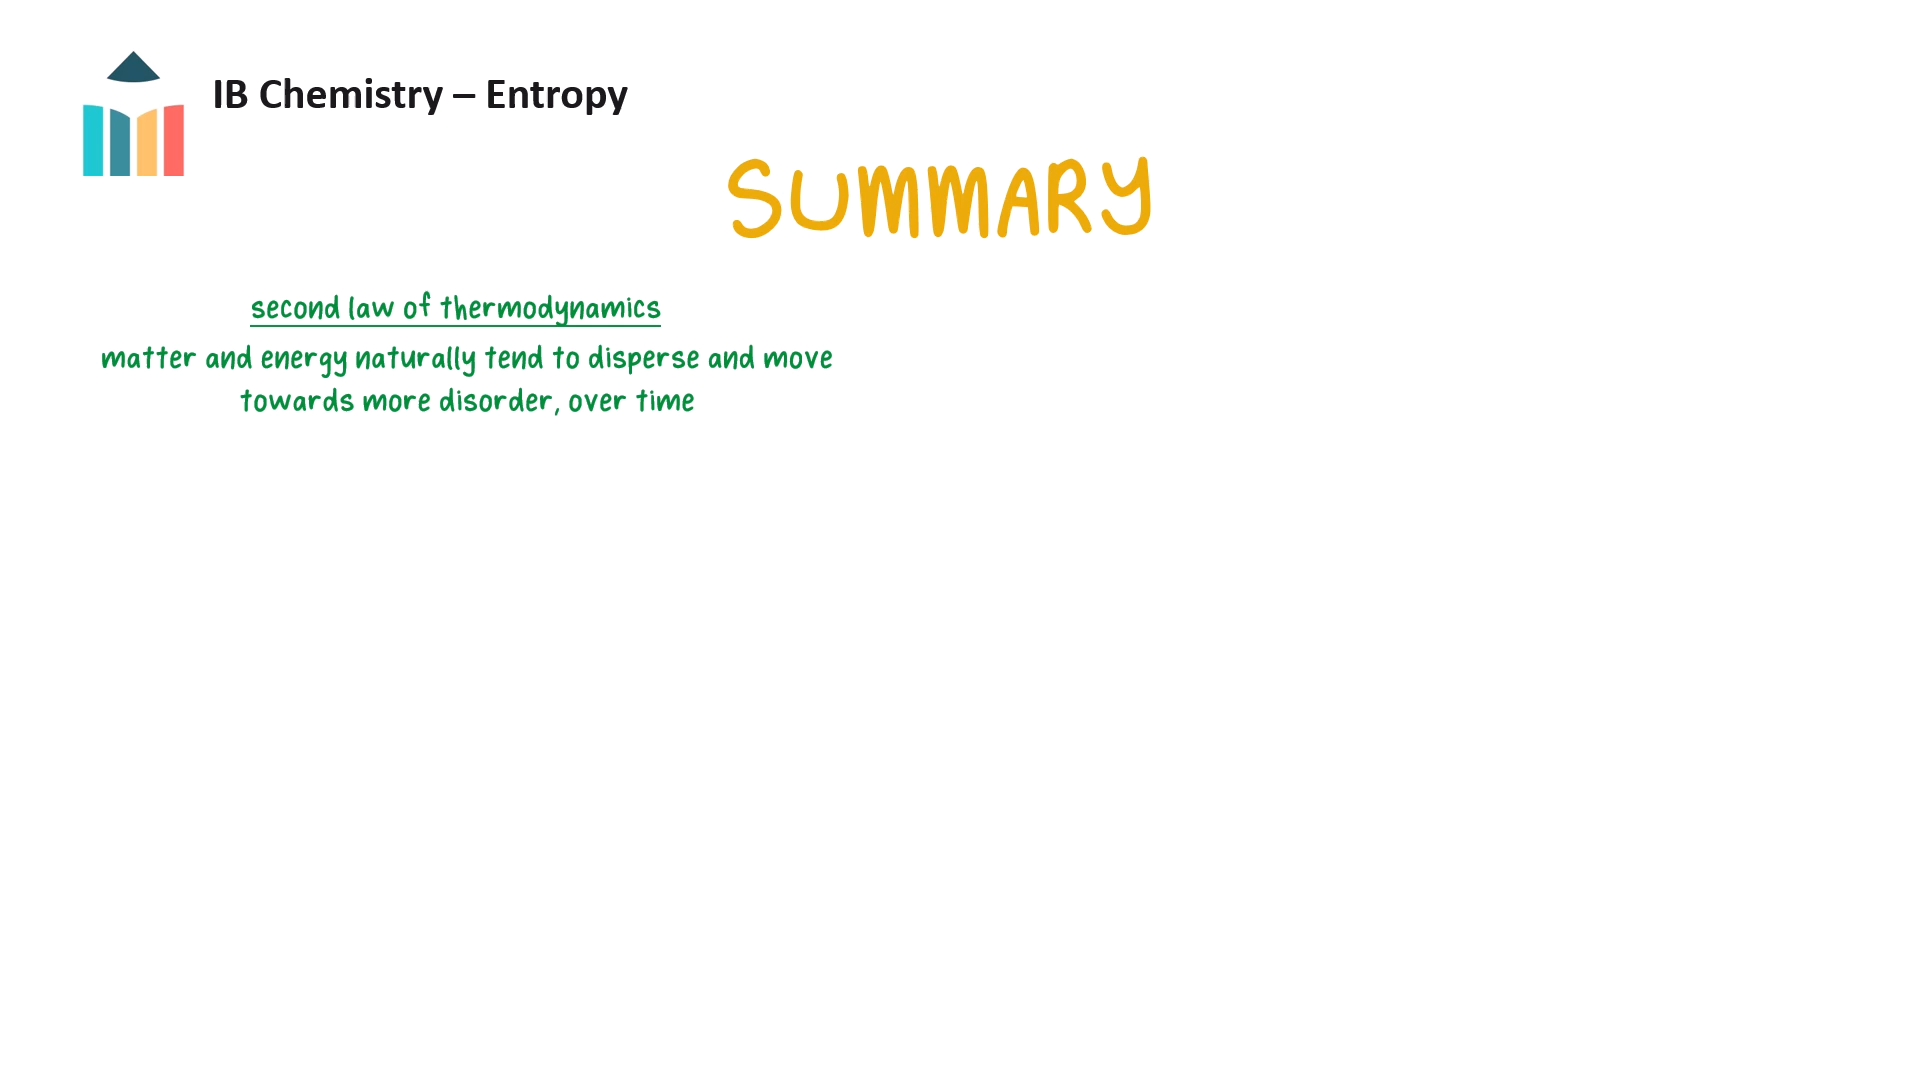 IB Chemistry – Entropy
SUMMARY
second law of thermodynamics
matter and energy naturally tend to disperse and move
towards more disorder, over time